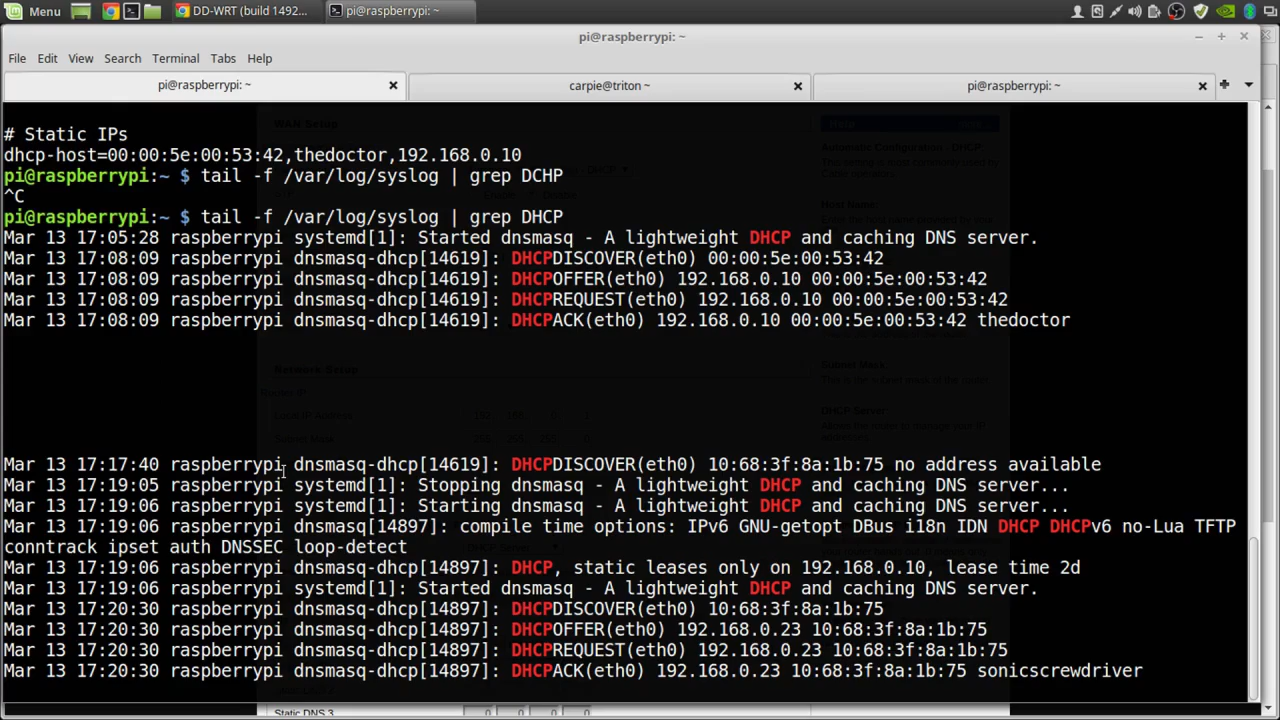 Menu
DD-WRT (build 1492...
pi@raspberrypi: ~
pi@raspberrypi: ~
File Edit View Search Terminal Tabs Help
pi@raspberrypi: ~
carpie@triton ~
pi@raspberrypi: ~
# Static IPs
dhcp-host=00:00:5e:00:53:42,thedoctor,192.168.0.10
pi@raspberrypi:~ $ tail -f /var/log/syslog | grep DCHP
^C
pi@raspberrypi:~ $ tail -f /var/log/syslog | grep DHCP
Mar 13 17:05:28 raspberrypi systemd[1]: Started dnsmasq - A lightweight DHCP and caching DNS server.
Mar 13 17:08:09 raspberrypi dnsmasq-dhcp[14619]: DHCPDISCOVER(eth0) 00:00:5e:00:53:42
Mar 13 17:08:09 raspberrypi dnsmasq-dhcp[14619]: DHCPOFFER(eth0) 192.168.0.10 00:00:5e:00:53:42
Mar 13 17:08:09 raspberrypi dnsmasq-dhcp[14619]: DHCPREQUEST(eth0) 192.168.0.10 00:00:5e:00:53:42
Mar 13 17:08:09 raspberrypi dnsmasq-dhcp[14619]: DHCPACK(eth0) 192.168.0.10 00:00:5e:00:53:42 thedoctor
Mar 13 17:17:40 raspberrypi dnsmasq-dhcp[14619]: DHCPDISCOVER(eth0) 10:68:3f:8a:1b:75 no address available
Mar 13 17:19:05 raspberrypi systemd[1]: Stopping dnsmasq - A lightweight DHCP and caching DNS server...
Mar 13 17:19:06 raspberrypi systemd[1]: Starting dnsmasq - A lightweight DHCP and caching DNS server...
Mar 13 17:19:06 raspberrypi dnsmasq[14897]: compile time options: IPv6 GNU-getopt DBus i18n IDN DHCP DHCPv6 no-Lua TFTP
conntrack ipset auth DNSSEC loop-detect
Mar 13 17:19:06 raspberrypi dnsmasq-dhcp[14897]: DHCP, static leases only on 192.168.0.10, lease time 2d
Mar 13 17:19:06 raspberrypi systemd[1]: Started dnsmasq - A lightweight DHCP and caching DNS server.
Mar 13 17:20:30 raspberrypi dnsmasq-dhcp[14897]: DHCPDISCOVER(eth0) 10:68:3f:8a:1b:75
Mar 13 17:20:30 raspberrypi dnsmasq-dhcp[14897]: DHCPOFFER(eth0) 192.168.0.23 10:68:3f:8a:1b:75
Mar 13 17:20:30 raspberrypi dnsmasq-dhcp[14897]: DHCPREQUEST(eth0) 192.168.0.23 10:68:3f:8a:1b:75
Mar 13 17:20:30 raspberrypi dnsmasq-dhcp[14897]: DHCPACK(eth0) 192.168.0.23 10:68:3f:8a:1b:75 sonicscrewdriver
Static DNS 3